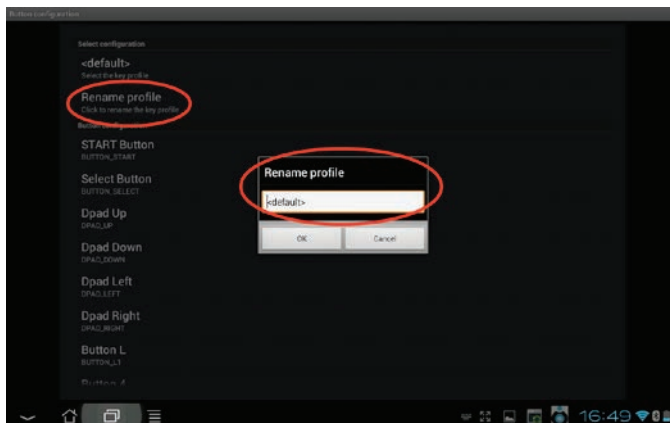 Button configuration
Select configuration
<default>
Select the key profile
Rename profile
Click to rename the key profile
Button configuration
START Button
BUTTON_START
Select Button
BUTTON_SELECT
Dpad Up
DPAD_UP
Dpad Down
DPAD_DOWN
Dpad Left
DPAD_LEFT
Dpad Right
DPAD_RIGHT
Button L
BUTTON_L1
Rename profile
<default>
OK Cancel
16:49